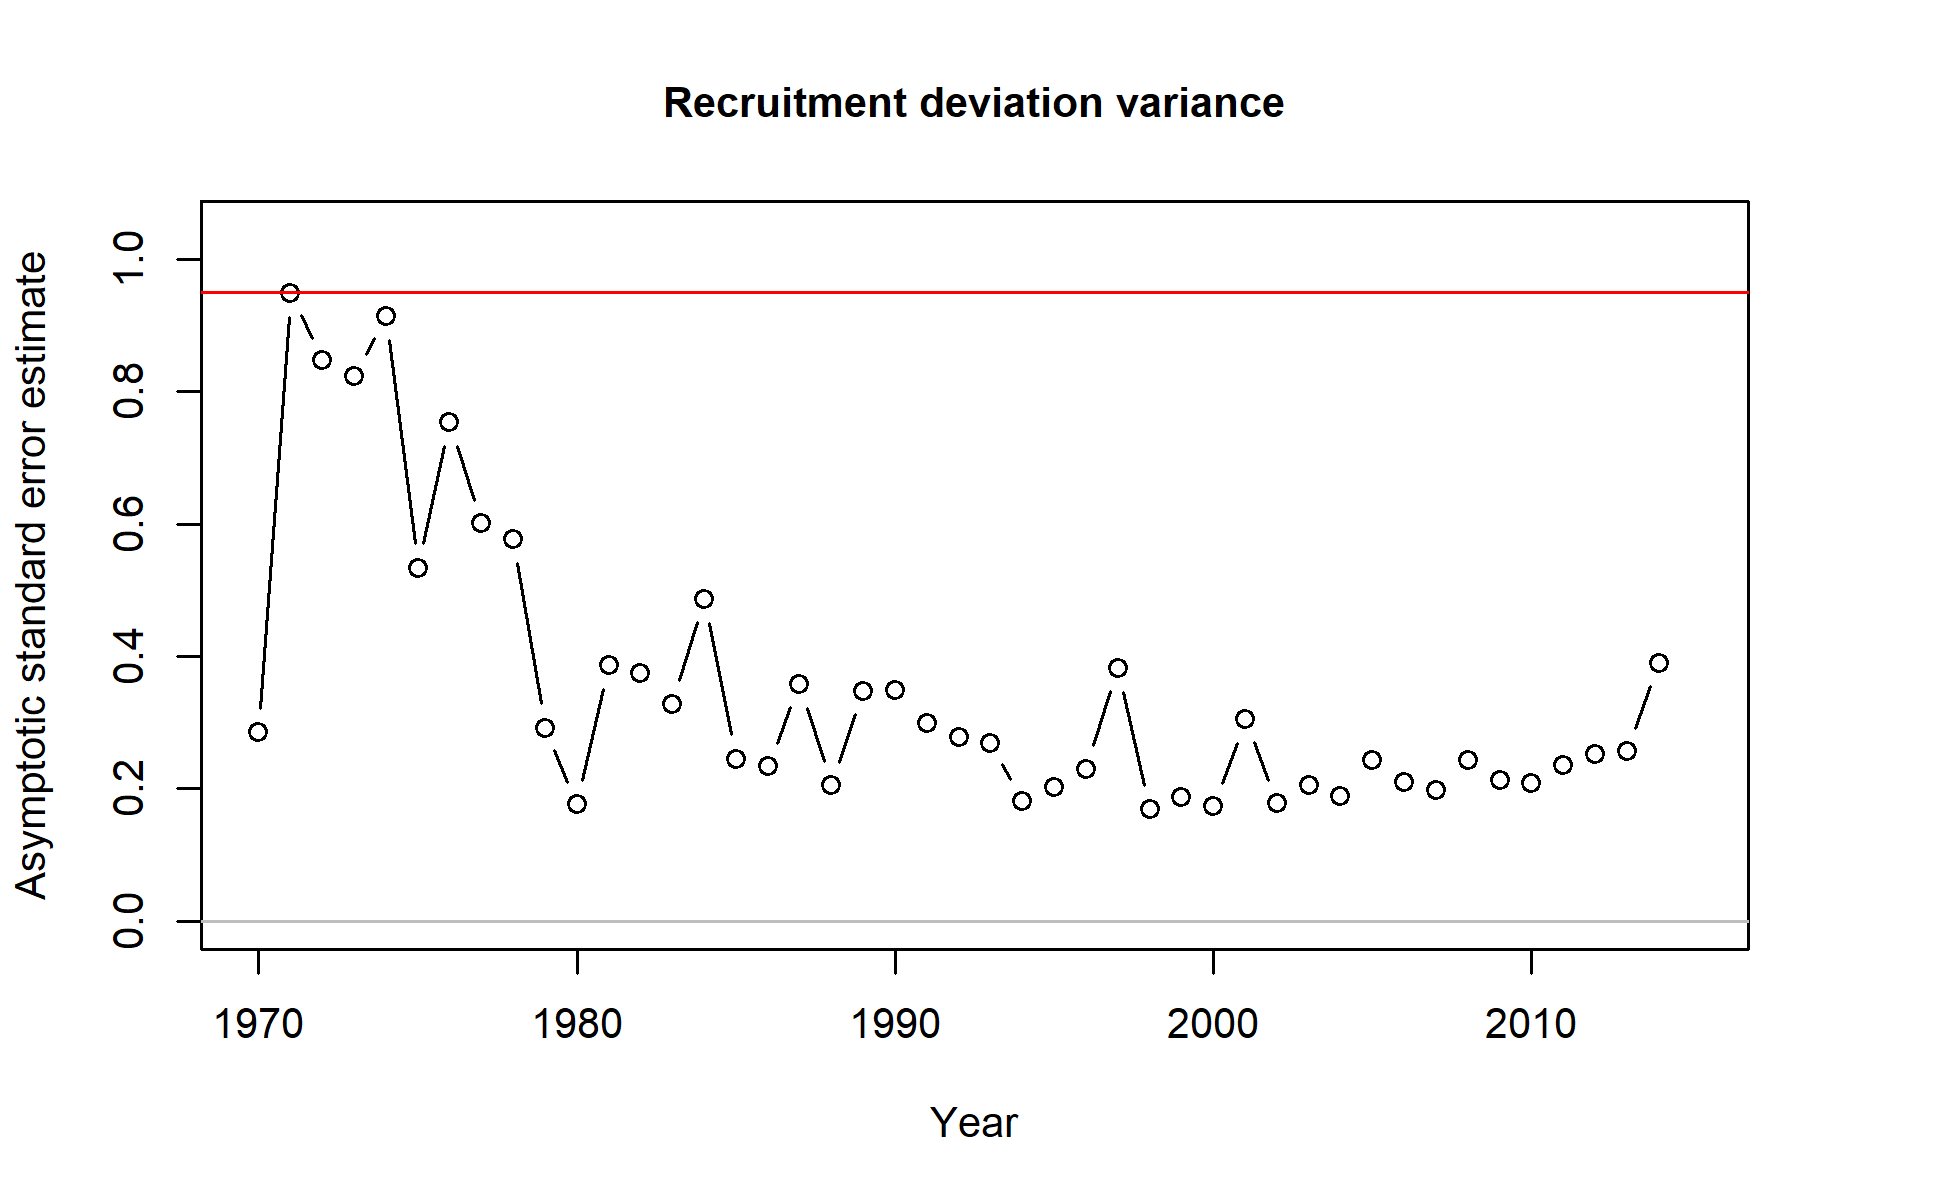 Recruitment deviation variance
Asymptotic standard error estimate
1.0
0.8
0.6
0.4
0.2
0.0
1970 1980 1990 2000 2010
Year